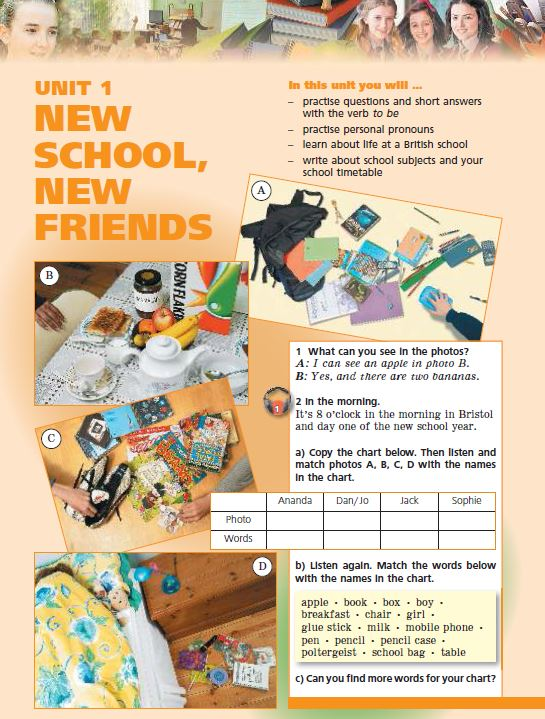 UNIT 1
NEW
SCHOOL,
NEW
FRIENDS
In this unit you will ...
– practise questions and short answers
with the verb to be
– practise personal pronouns
– learn about life at a British school
– write about school subjects and your
school timetable
A
B
CORN FLAKE
C
D
1 What can you see in the photos?
A: I can see an apple in photo B.
B: Yes, and there are two bananas.
1
2 In the morning.
It's 8 o'clock in the morning in Bristol
and day one of the new school year.
a) Copy the chart below. Then listen and
match photos A, B, C, D with the names
in the chart.
Ananda Dan/Jo Jack Sophie
Photo
Words
b) Listen again. Match the words below
with the names in the chart.
apple · book · box · boy ·
breakfast · chair · girl ·
glue stick · milk · mobile phone ·
pen · pencil · pencil case ·
poltergeist · school bag · table
c) Can you find more words for your chart?